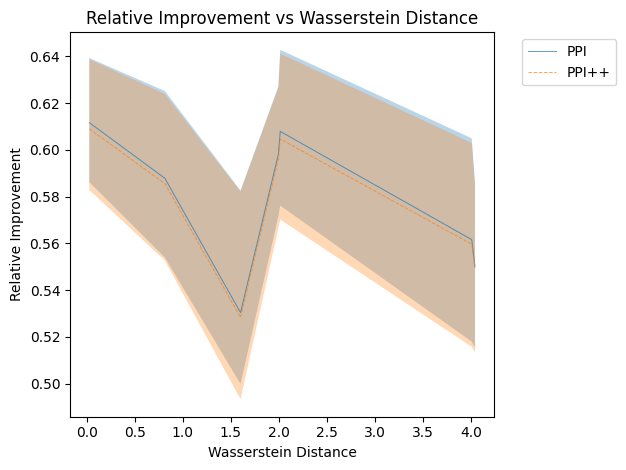 Relative Improvement vs Wasserstein Distance
PPI
PPI++
Relative Improvement
0.64
0.62
0.60
0.58
0.56
0.54
0.52
0.50
0.0 0.5 1.0 1.5 2.0 2.5 3.0 3.5 4.0
Wasserstein Distance